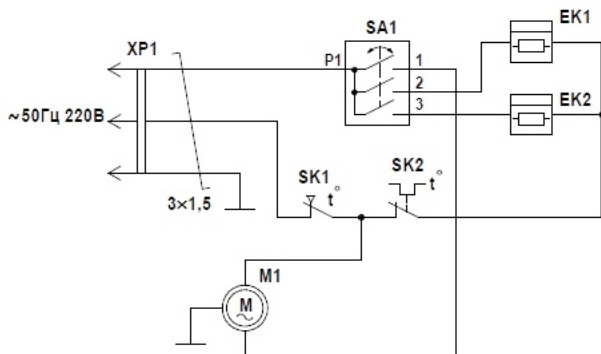 XP1
SA1
EK1
P1
1
2
3
EK2
~50Гц 220В
SK1
t°
SK2
t°
3×1,5
M1
M
~